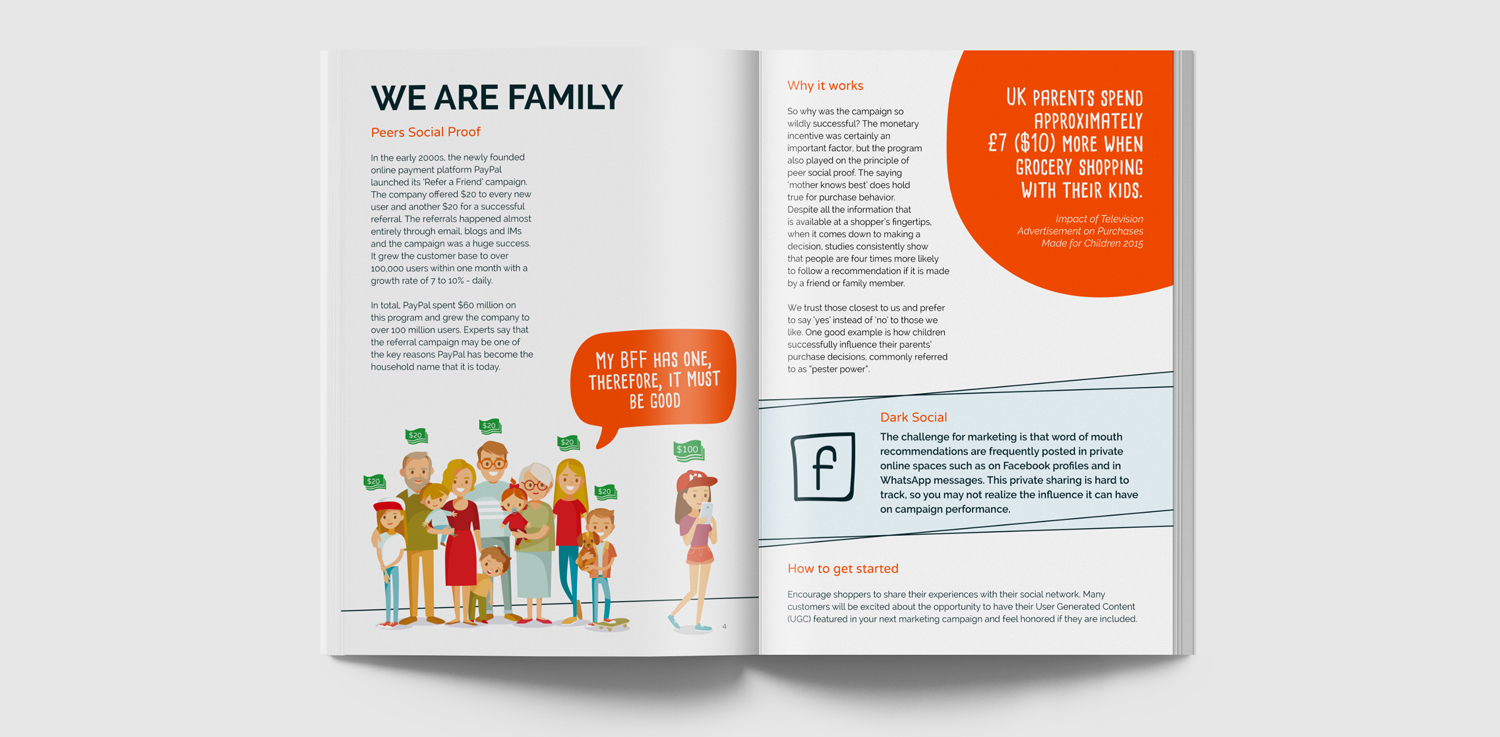 WE ARE FAMILY
Peers Social Proof
In the early 2000s, the newly founded
online payment platform PayPal
launched its 'Refer a Friend' campaign.
The company offered $20 to every new
user and another $20 for a successful
referral. The referrals happened almost
entirely through email, blogs and IMs
and the campaign was a huge success.
It grew the customer base to over
100,000 users within one month with a
growth rate of 7 to 10% - daily.
In total, PayPal spent $60 million on
this program and grew the company to
over 100 million users. Experts say that
the referral campaign may be one of
the key reasons PayPal has become the
household name that it is today.
MY BFF HAS ONE,
THEREFORE, IT MUST
BE GOOD
$20
$20
$20
$20
$20
$100
4
Why it works
So why was the campaign so
wildly successful? The monetary
incentive was certainly an
important factor, but the program
also played on the principle of
peer social proof. The saying
'mother knows best' does hold
true for purchase behavior.
Despite all the information that
is available at a shopper's fingertips,
when it comes down to making a
decision, studies consistently show
that people are four times more likely
to follow a recommendation if it is made
by a friend or family member.
We trust those closest to us and prefer
to say 'yes' instead of 'no' to those we
like. One good example is how children
successfully influence their parents'
purchase decisions, commonly referred
to as "pester power".
UK PARENTS SPEND
APPROXIMATELY
£7 ($10) MORE WHEN
GROCERY SHOPPING
WITH THEIR KIDS.
Impact of Television
Advertisement on Purchases
Made for Children 2015
f
Dark Social
The challenge for marketing is that word of mouth
recommendations are frequently posted in private
online spaces such as on Facebook profiles and in
WhatsApp messages. This private sharing is hard to
track, so you may not realize the influence it can have
on campaign performance.
How to get started
Encourage shoppers to share their experiences with their social network. Many
customers will be excited about the opportunity to have their User Generated Content
(UGC) featured in your next marketing campaign and feel honored if they are included.